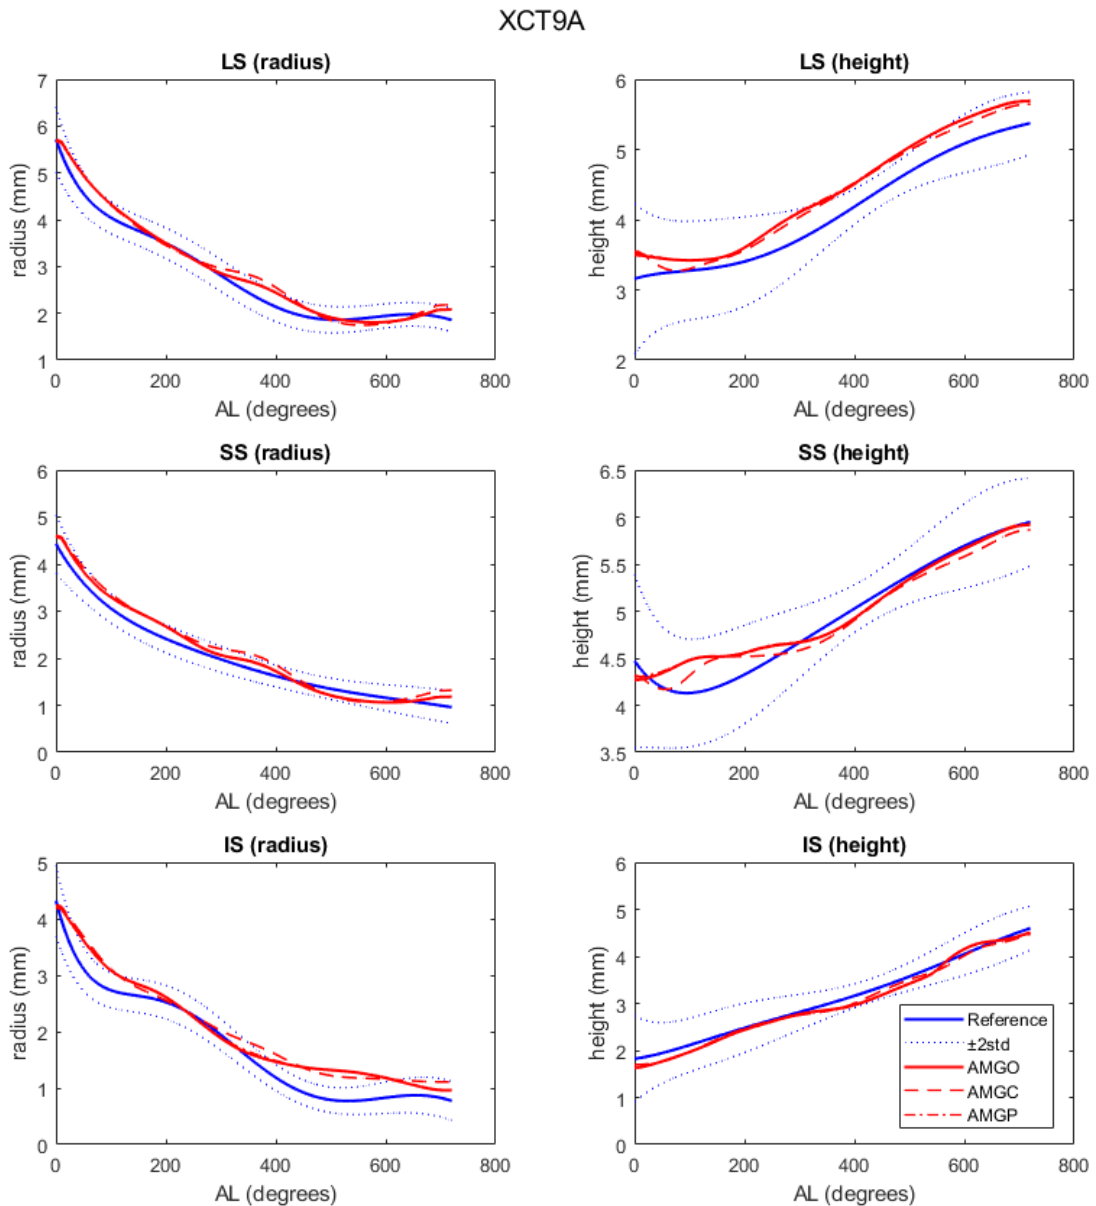 XCT9A
LS (radius)
7
6
5
4
3
2
1
radius (mm)
0 200 400 600 800
AL (degrees)
LS (height)
6
5
4
3
2
height (mm)
0 200 400 600 800
AL (degrees)
SS (radius)
6
5
4
3
2
1
0
radius (mm)
0 200 400 600 800
AL (degrees)
SS (height)
6.5
6
5.5
5
4.5
4
3.5
height (mm)
0 200 400 600 800
AL (degrees)
IS (radius)
5
4
3
2
1
0
radius (mm)
0 200 400 600 800
AL (degrees)
IS (height)
6
5
4
3
2
1
0
height (mm)
Reference
±2std
AMGO
AMGC
AMGP
0 200 400 600 800
AL (degrees)